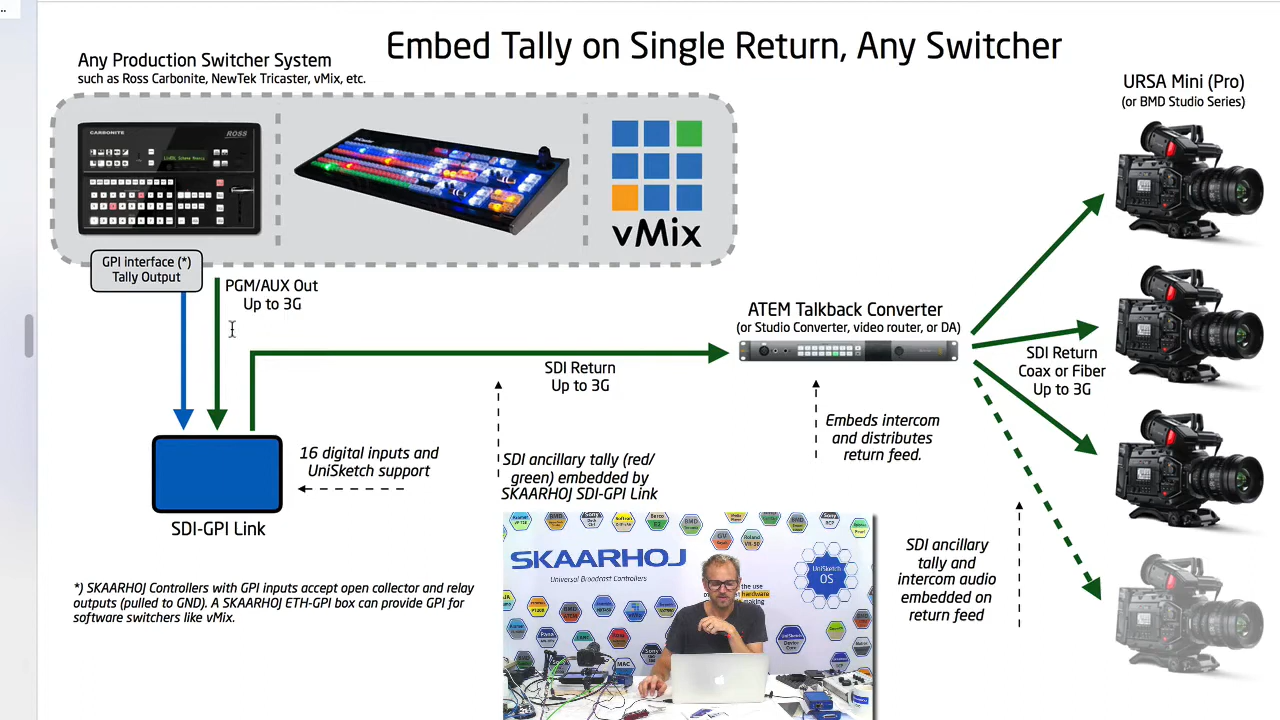 Embed Tally on Single Return, Any Switcher
Any Production Switcher System
such as Ross Carbonite, NewTek Tricaster, vMix, etc.
URSA Mini (Pro)
(or BMD Studio Series)
CARBONITE
ROSS
vMix
GPI interface (*)
Tally Output
PGM/AUX Out
Up to 3G
ATEM Talkback Converter
(or Studio Converter, video router, or DA)
SDI Return
Up to 3G
SDI Return
Coax or Fiber
Up to 3G
16 digital inputs and
UniSketch support
SDI ancillary tally (red/
green) embedded by
SKAARHOJ SDI-GPI Link
Embeds intercom
and distributes
return feed.
SDI-GPI Link
SDI ancillary
tally and
intercom audio
embedded on
return feed
*) SKAARHOJ Controllers with GPI inputs accept open collector and relay
outputs (pulled to GND). A SKAARHOJ ETH-GPI box can provide GPI for
software switchers like vMix.
SKAARHOJ
Universal Broadcast Controllers
UniSketch
OS
the use
hardware
making